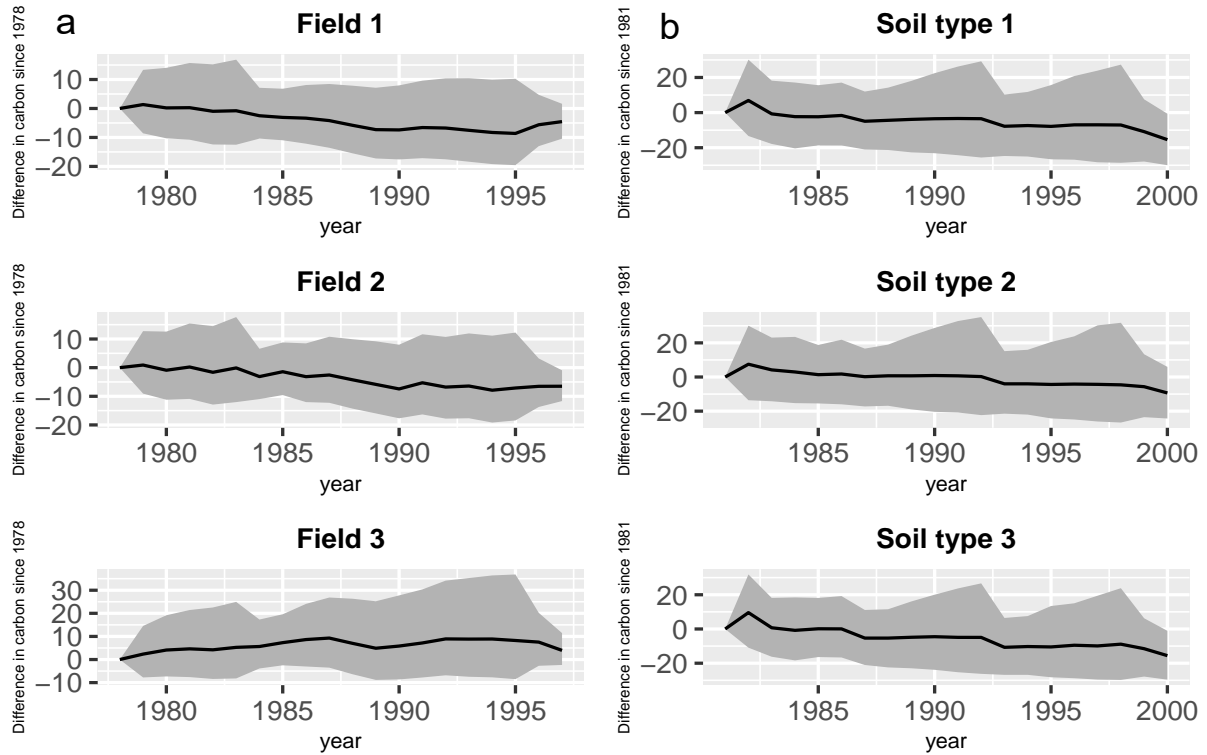 a
Field 1
Difference in carbon since 1978
10
0
−10
−20
1980 1985 1990 1995
year
Field 2
Difference in carbon since 1978
10
0
−10
−20
1980 1985 1990 1995
year
Field 3
Difference in carbon since 1978
30
20
10
0
−10
1980 1985 1990 1995
year
b
Soil type 1
Difference in carbon since 1981
20
0
−20
1985 1990 1995 2000
year
Soil type 2
Difference in carbon since 1981
20
0
−20
1985 1990 1995 2000
year
Soil type 3
Difference in carbon since 1981
20
0
−20
1985 1990 1995 2000
year